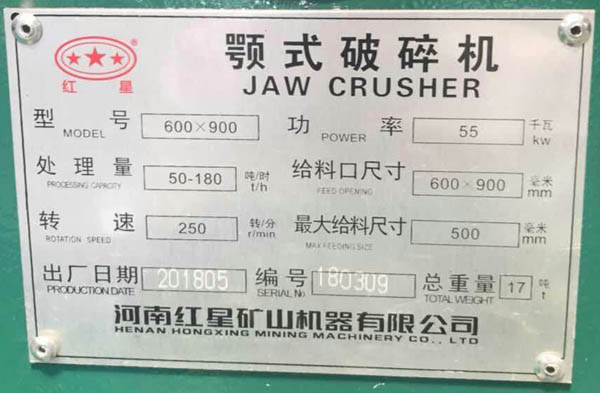 颚式破碎机
JAW CRUSHER
红星
型号 MODEL 600×900 功率 POWER 55 千瓦 kw
处理量 PROCESSING CAPACITY 50-180 吨/时 t/h 给料口尺寸 FEED OPENING 600×900 毫米 mm
转速 ROTATION SPEED 250 转/分 r/min 最大给料尺寸 MAX FEEDING SIZE 500 毫米 mm
出厂日期 PRODUCTION.DATE 201805 编号 SERIAL No 180309 总重量 TOTAL WEIGHT 17 吨 t
河南红星矿山机器有限公司
HENAN HONGXING MINING MACHINERY CO., LTD